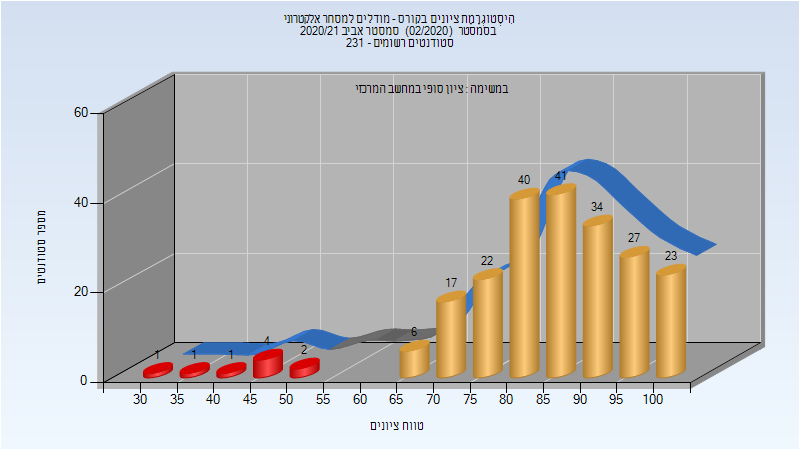 היסטוגרמת ציונים בקורס - מודלים למסחר אלקטרוני
בסמסטר (02/2020) סמסטר אביב 2020/21
סטודנטים רשומים - 231
במשימה : ציון סופי במחשב המרכזי
מספר סטודנטים
60
40
20
0
1
1
1
4
2
6
17
22
40
41
34
27
23
30 35 40 45 50 55 60 65 70 75 80 85 90 95 100
טווח ציונים